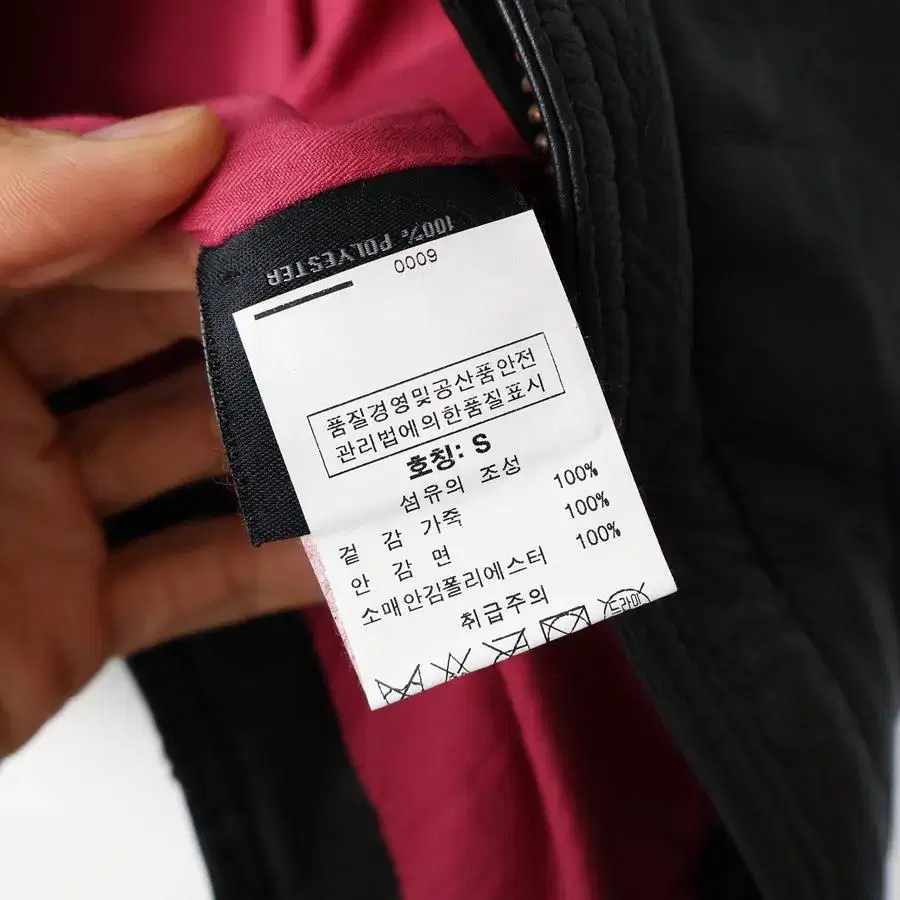 100% POLYESTER
0009
품질경영및공산품안전
관리법에의한품질표시
호칭: S
섬유의 조성
겉 감 가죽 100%
안 감 면 100%
소매안김폴리에스터 100%
취급주의
드라이